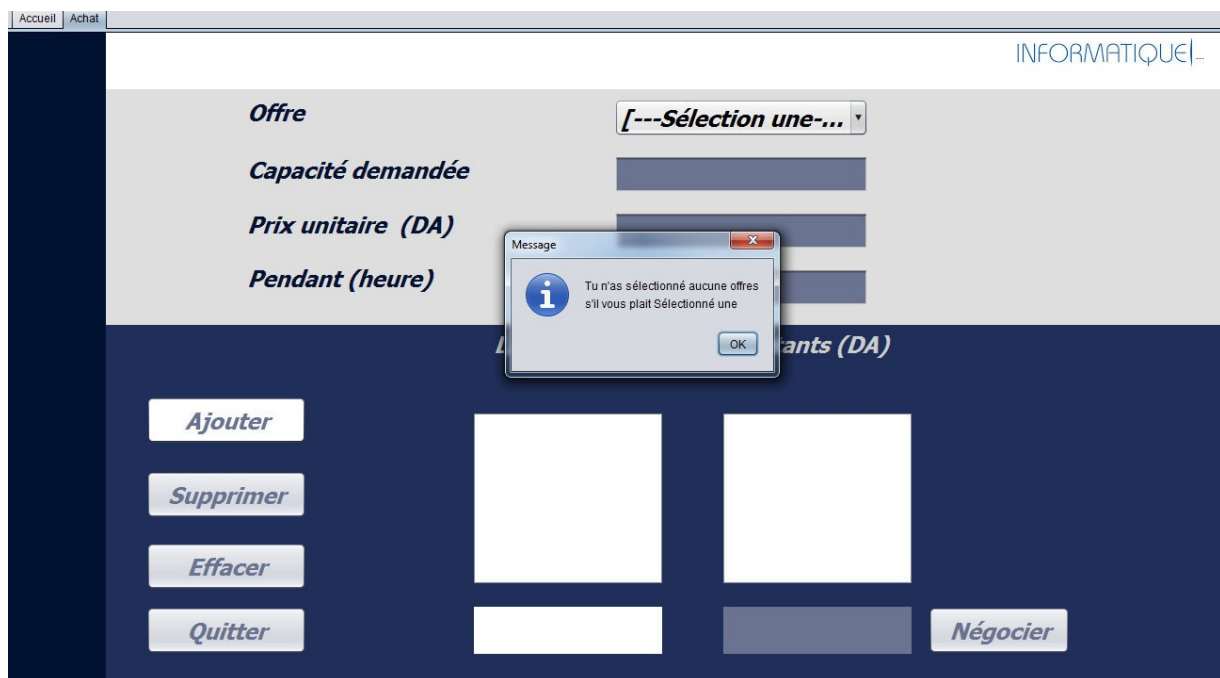 Accueil Achat
INFORMATIQUE...
Offre
[---Sélection une-...
Capacité demandée
Prix unitaire (DA)
Message
Pendant (heure)
Tu n'as sélectionné aucune offres
s'il vous plait Sélectionné une
OK
(DA)
Ajouter
Supprimer
Effacer
Quitter
Négocier